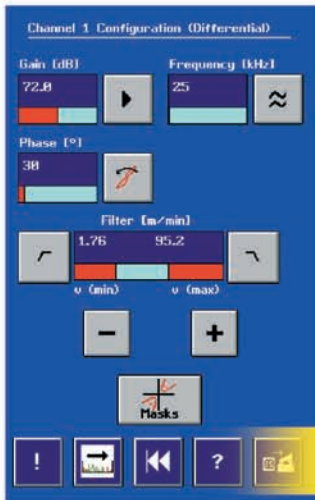 Channel 1 Configuration (Differential)
Gain [dB] Frequency [kHz]
72.0 25
Phase [°]
30
Filter [m/min]
1.76 95.2
v (min) v (max)
- +
Masks
! ?